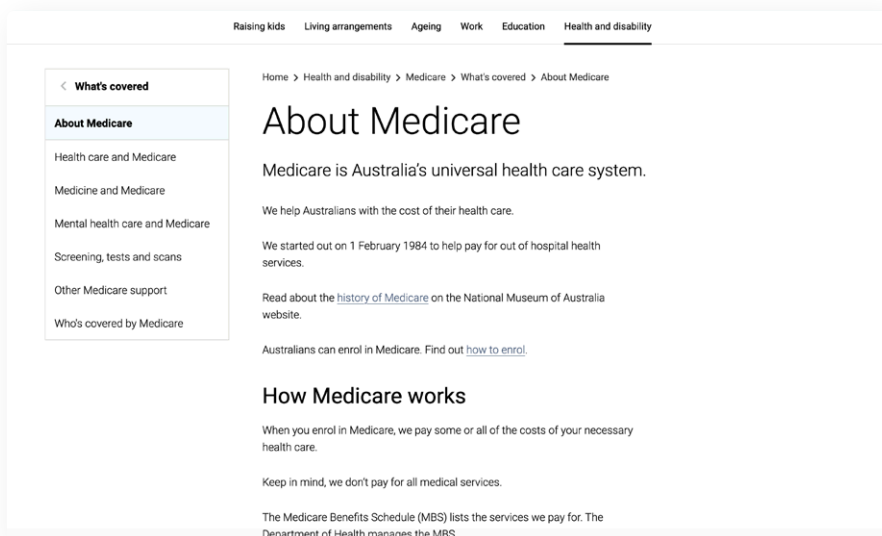 Raising kids Living arrangements Ageing Work Education Health and disability
What's covered
About Medicare
Health care and Medicare
Medicine and Medicare
Mental health care and Medicare
Screening, tests and scans
Other Medicare support
Who's covered by Medicare
Home > Health and disability > Medicare > What's covered > About Medicare
About Medicare
Medicare is Australia's universal health care system.
We help Australians with the cost of their health care.
We started out on 1 February 1984 to help pay for out of hospital health
services.
Read about the history of Medicare on the National Museum of Australia
website.
Australians can enrol in Medicare. Find out how to enrol.
How Medicare works
When you enrol in Medicare, we pay some or all of the costs of your necessary
health care.
Keep in mind, we don't pay for all medical services.
The Medicare Benefits Schedule (MBS) lists the services we pay for. The
Department of Health manages the MBS.